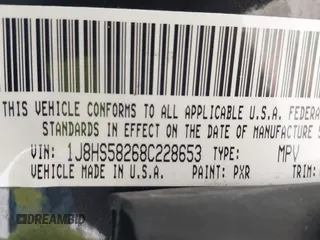 THIS VEHICLE CONFORMS TO ALL APPLICABLE U.S.A. FEDERA
STANDARDS IN EFFECT ON THE DATE OF MANUFACTURE S
VIN: 1J8HS58268C228653 TYPE: MPV
VEHICLE MADE IN U.S.A. PAINT: PXR TRIM:
DREAMBID